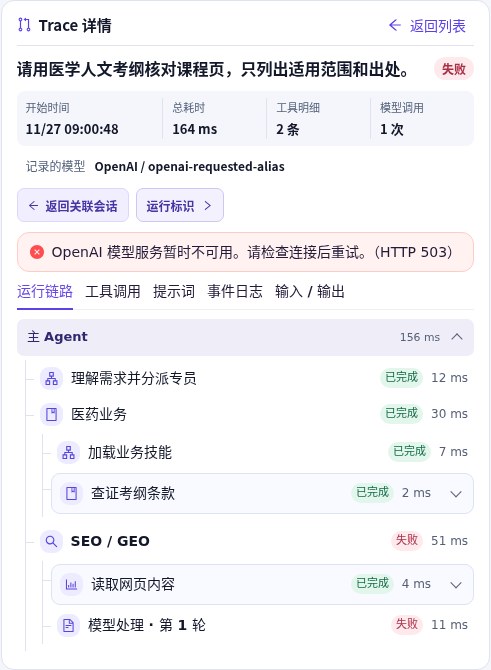 Trace 详情
返回列表
请用医学人文考纲核对课程页，只列出适用范围和出处。
失败
开始时间
总耗时
工具明细
模型调用
11/27 09:00:48
164 ms
2 条
1 次
记录的模型 OpenAI / openai-requested-alias
返回关联会话
运行标识
OpenAI 模型服务暂时不可用。请检查连接后重试。（HTTP 503）
运行链路 工具调用 提示词 事件日志 输入 / 输出
主 Agent 156 ms
理解需求并分派专员 已完成 12 ms
医药业务 已完成 30 ms
加载业务技能 已完成 7 ms
查证考纲条款 已完成 2 ms
SEO / GEO 失败 51 ms
读取网页内容 已完成 4 ms
模型处理 · 第 1 轮 失败 11 ms